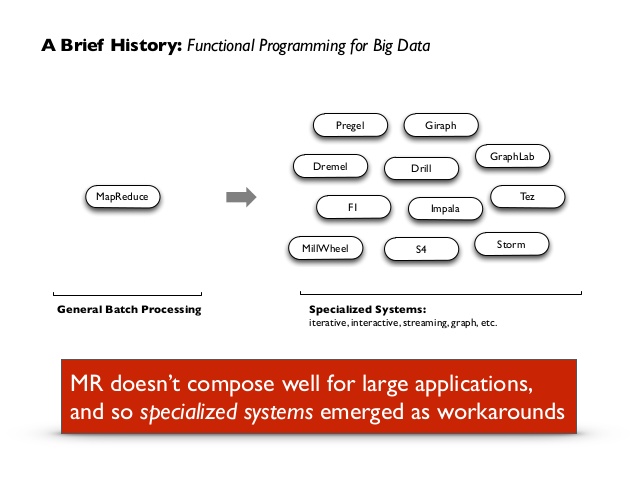 A Brief History: Functional Programming for Big Data
Pregel
Giraph
GraphLab
Dremel
Drill
MapReduce
Tez
F1
Impala
Storm
MillWheel
S4
General Batch Processing
Specialized Systems:
iterative, interactive, streaming, graph, etc.
MR doesn’t compose well for large applications,
and so specialized systems emerged as workarounds